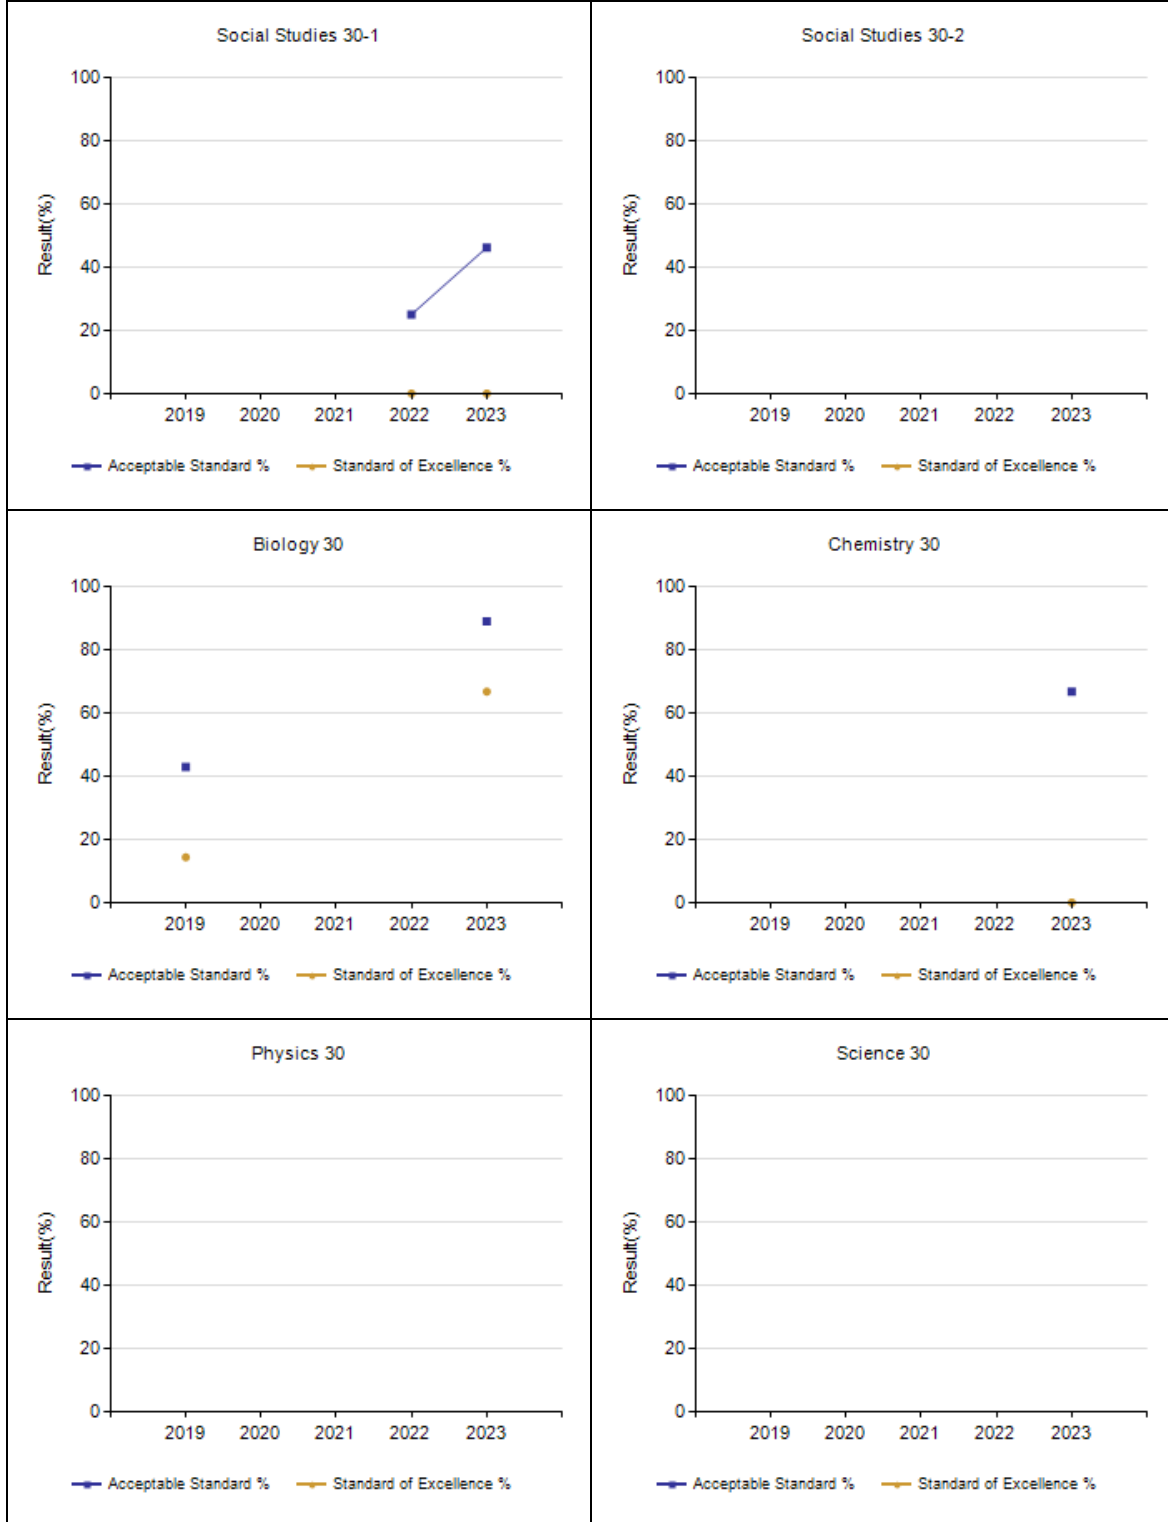 Social Studies 30-1
100
80
60
40
20
0
Result(%)
2019 2020 2021 2022 2023
Acceptable Standard % Standard of Excellence %
Social Studies 30-2
100
80
60
40
20
0
Result(%)
2019 2020 2021 2022 2023
Acceptable Standard % Standard of Excellence %
Biology 30
100
80
60
40
20
0
Result(%)
2019 2020 2021 2022 2023
Acceptable Standard % Standard of Excellence %
Chemistry 30
100
80
60
40
20
0
Result(%)
2019 2020 2021 2022 2023
Acceptable Standard % Standard of Excellence %
Physics 30
100
80
60
40
20
0
Result(%)
2019 2020 2021 2022 2023
Acceptable Standard % Standard of Excellence %
Science 30
100
80
60
40
20
0
Result(%)
2019 2020 2021 2022 2023
Acceptable Standard % Standard of Excellence %